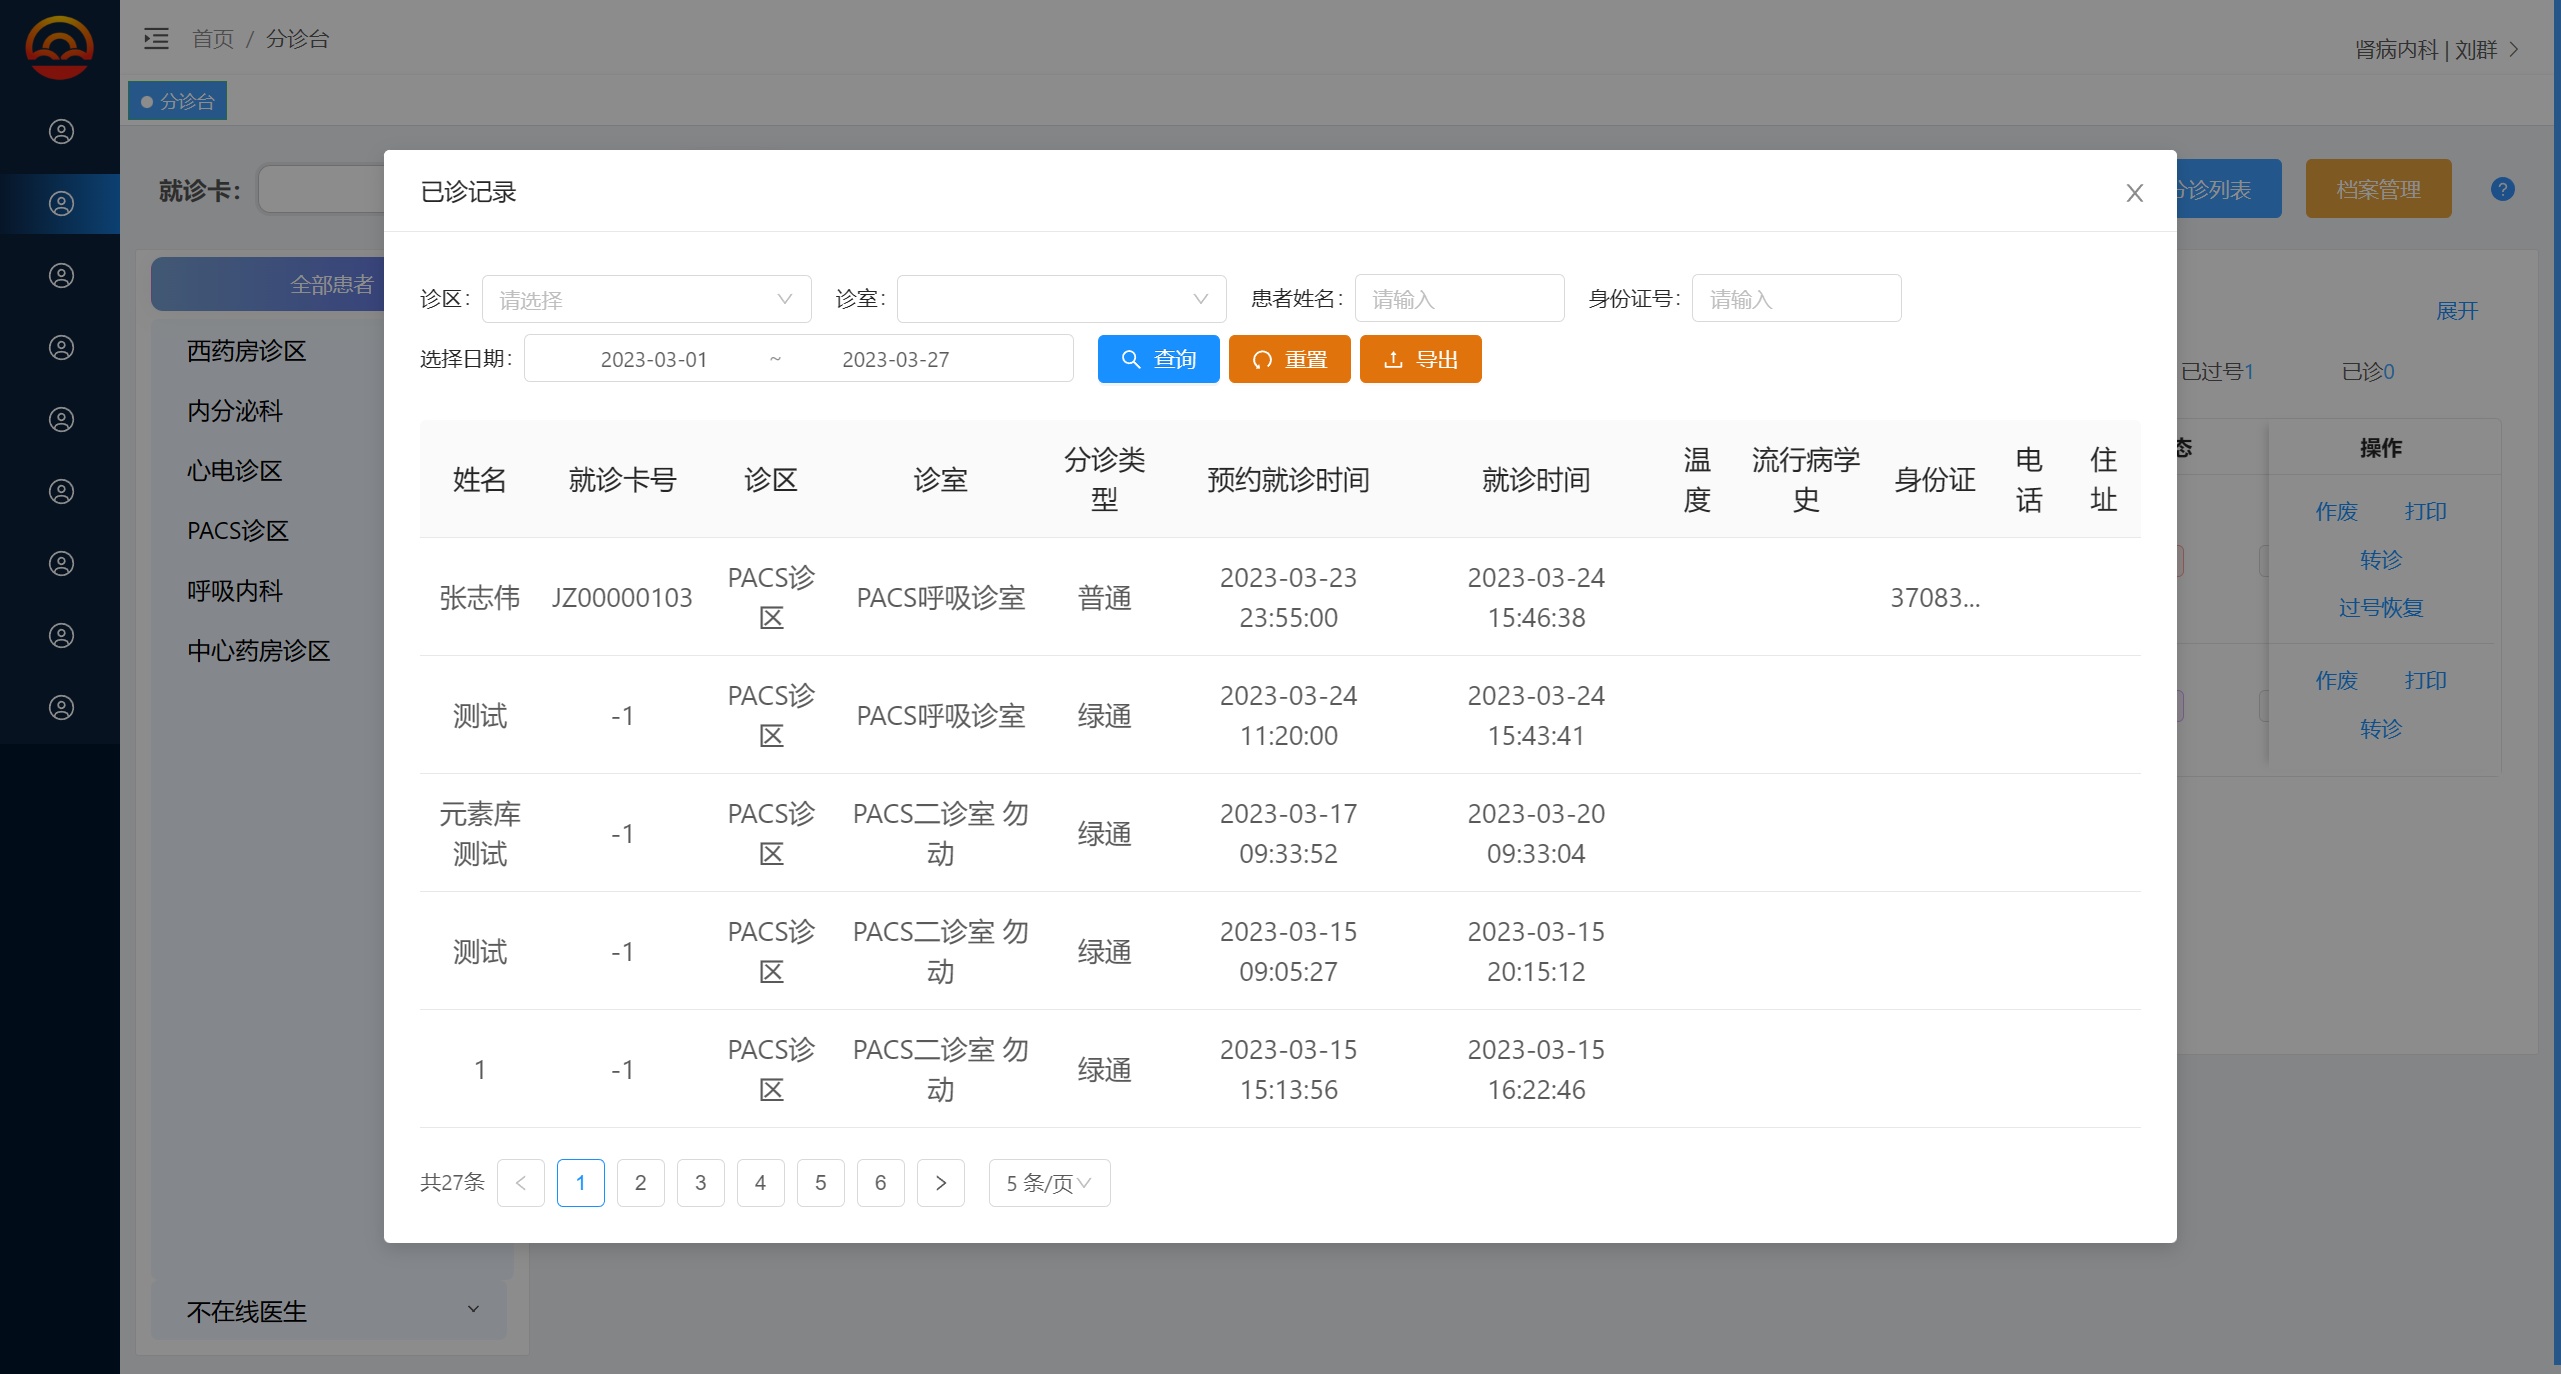 首页 / 分诊台
肾病内科 | 刘群
分诊台
就诊卡：
分诊列表
档案管理
?
全部患者
西药房诊区
内分泌科
心电诊区
PACS诊区
呼吸内科
中心药房诊区
不在线医生
展开
已过号1 已诊0
态 操作
作废 打印
转诊
过号恢复
作废 打印
转诊
已诊记录
诊区： 请选择 诊室： 患者姓名： 请输入 身份证号： 请输入
选择日期： 2023-03-01 ~ 2023-03-27 查询 重置 导出
姓名 就诊卡号 诊区 诊室 分诊类型 预约就诊时间 就诊时间 温度 流行病学史 身份证 电话 住址
张志伟 JZ00000103 PACS诊区 PACS呼吸诊室 普通 2023-03-23 23:55:00 2023-03-24 15:46:38 37083...
测试 -1 PACS诊区 PACS呼吸诊室 绿通 2023-03-24 11:20:00 2023-03-24 15:43:41
元素库测试 -1 PACS诊区 PACS二诊室 勿动 绿通 2023-03-17 09:33:52 2023-03-20 09:33:04
测试 -1 PACS诊区 PACS二诊室 勿动 绿通 2023-03-15 09:05:27 2023-03-15 20:15:12
1 -1 PACS诊区 PACS二诊室 勿动 绿通 2023-03-15 15:13:56 2023-03-15 16:22:46
共27条 1 2 3 4 5 6 5 条/页